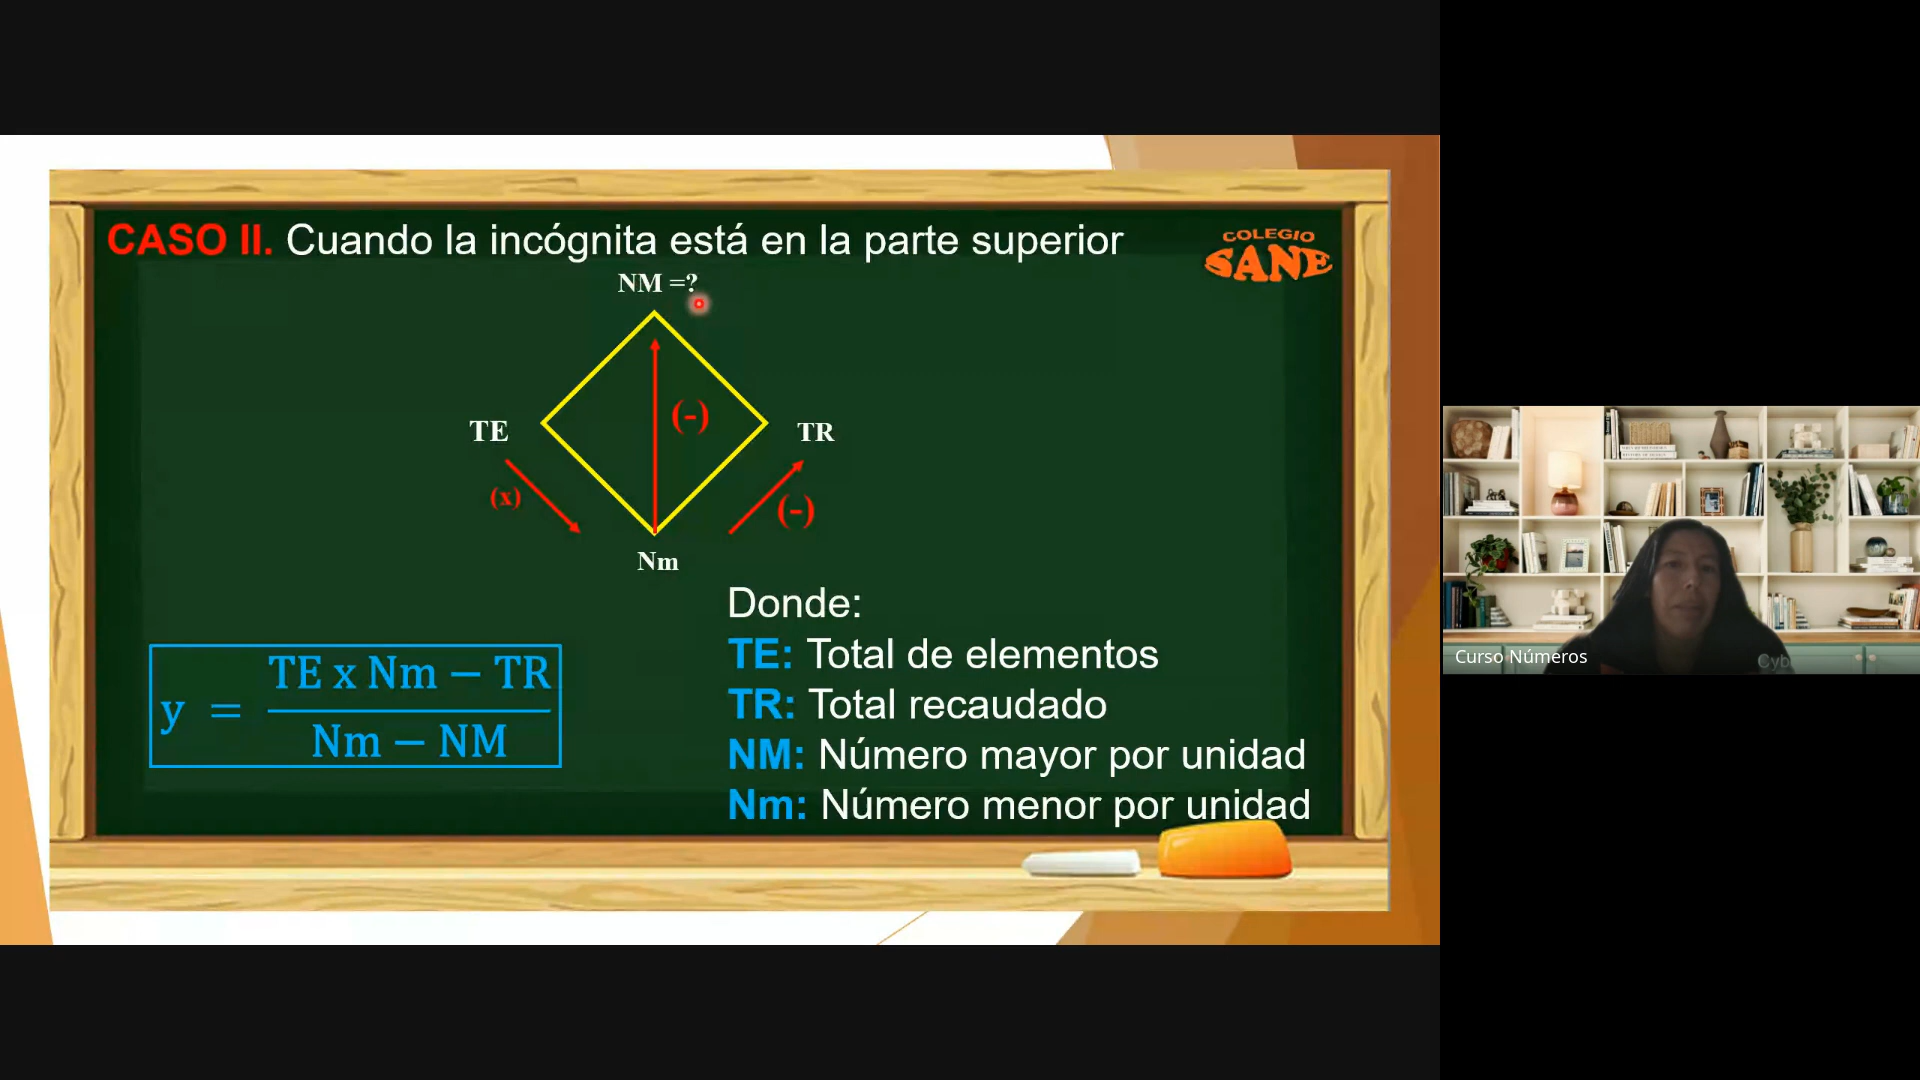 CASO II. Cuando la incógnita está en la parte superior
COLEGIO
SANE
NM =?
(-)
TE
TR
(x)
(-)
Nm
Donde:
TE: Total de elementos
TR: Total recaudado
NM: Número mayor por unidad
Nm: Número menor por unidad
y = TE x Nm − TR
Nm − NM
Curso Números
Cyb